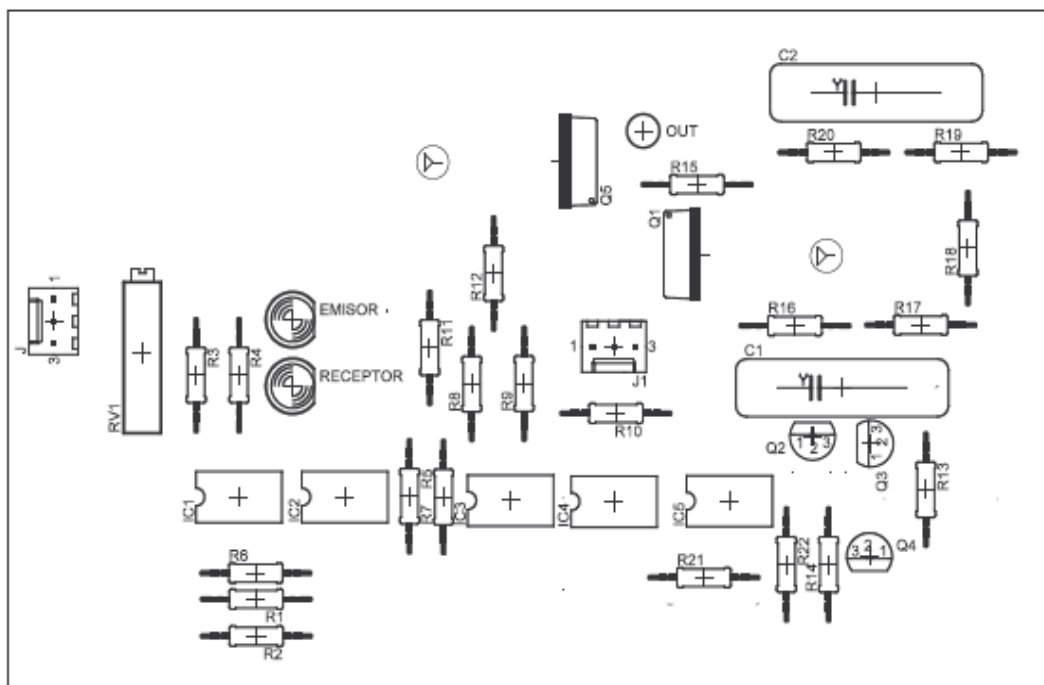 C2
Y
R20
R19
OUT
R15
Q5
Q1
R18
R12
1
J
3
RV1
R3
R4
EMISOR
RECEPTOR
R11
R8
R9
1
3
J1
R10
R16
R17
C1
Y
Q2
1 2 3
1 2 3
Q3
R13
IC1
IC2
R5
R7
IC3
IC4
IC5
R6
R1
R2
R21
R22
R14
3 2 1
Q4